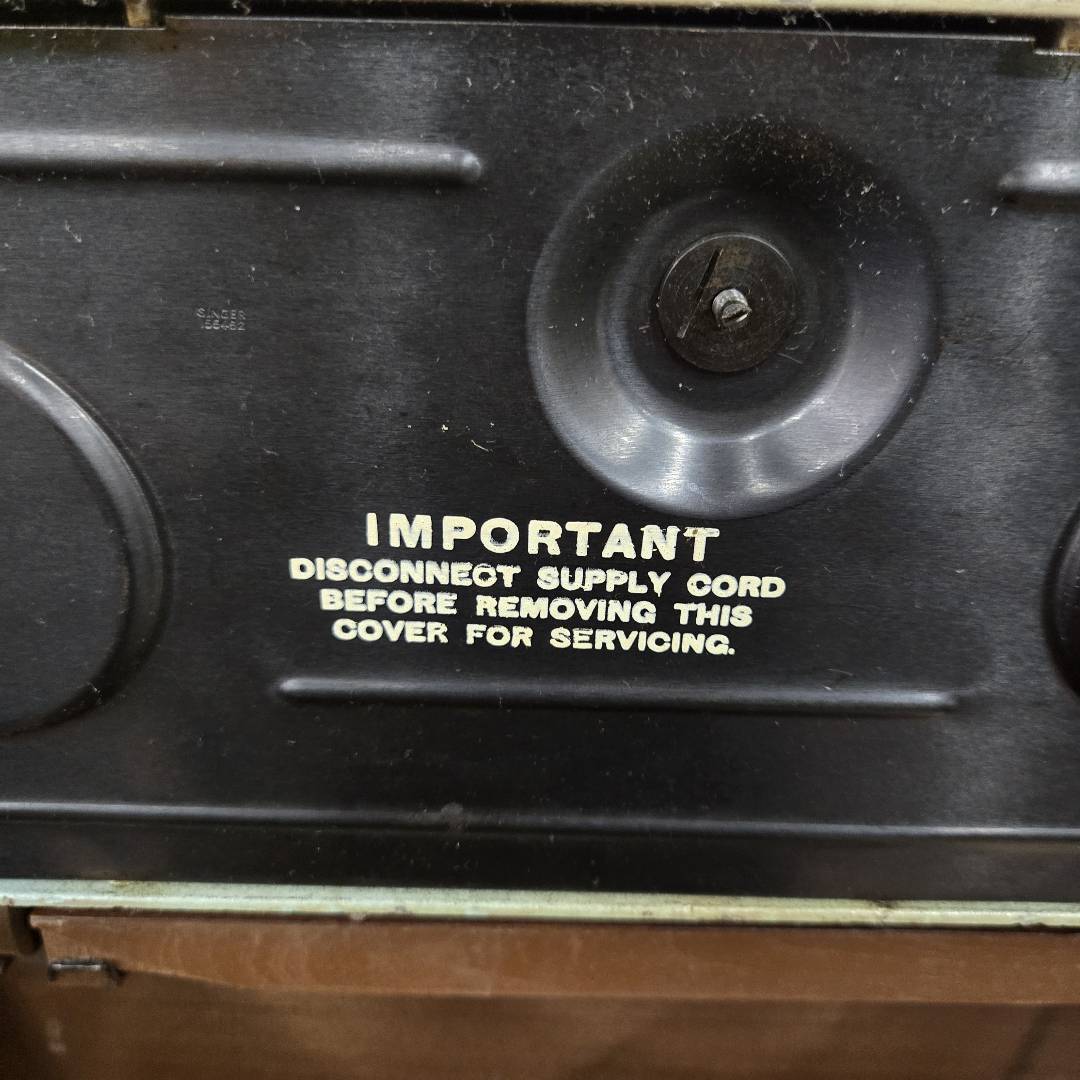 SINGER
IMPORTANT
DISCONNECT SUPPLY CORD
BEFORE REMOVING THIS
COVER FOR SERVICING.